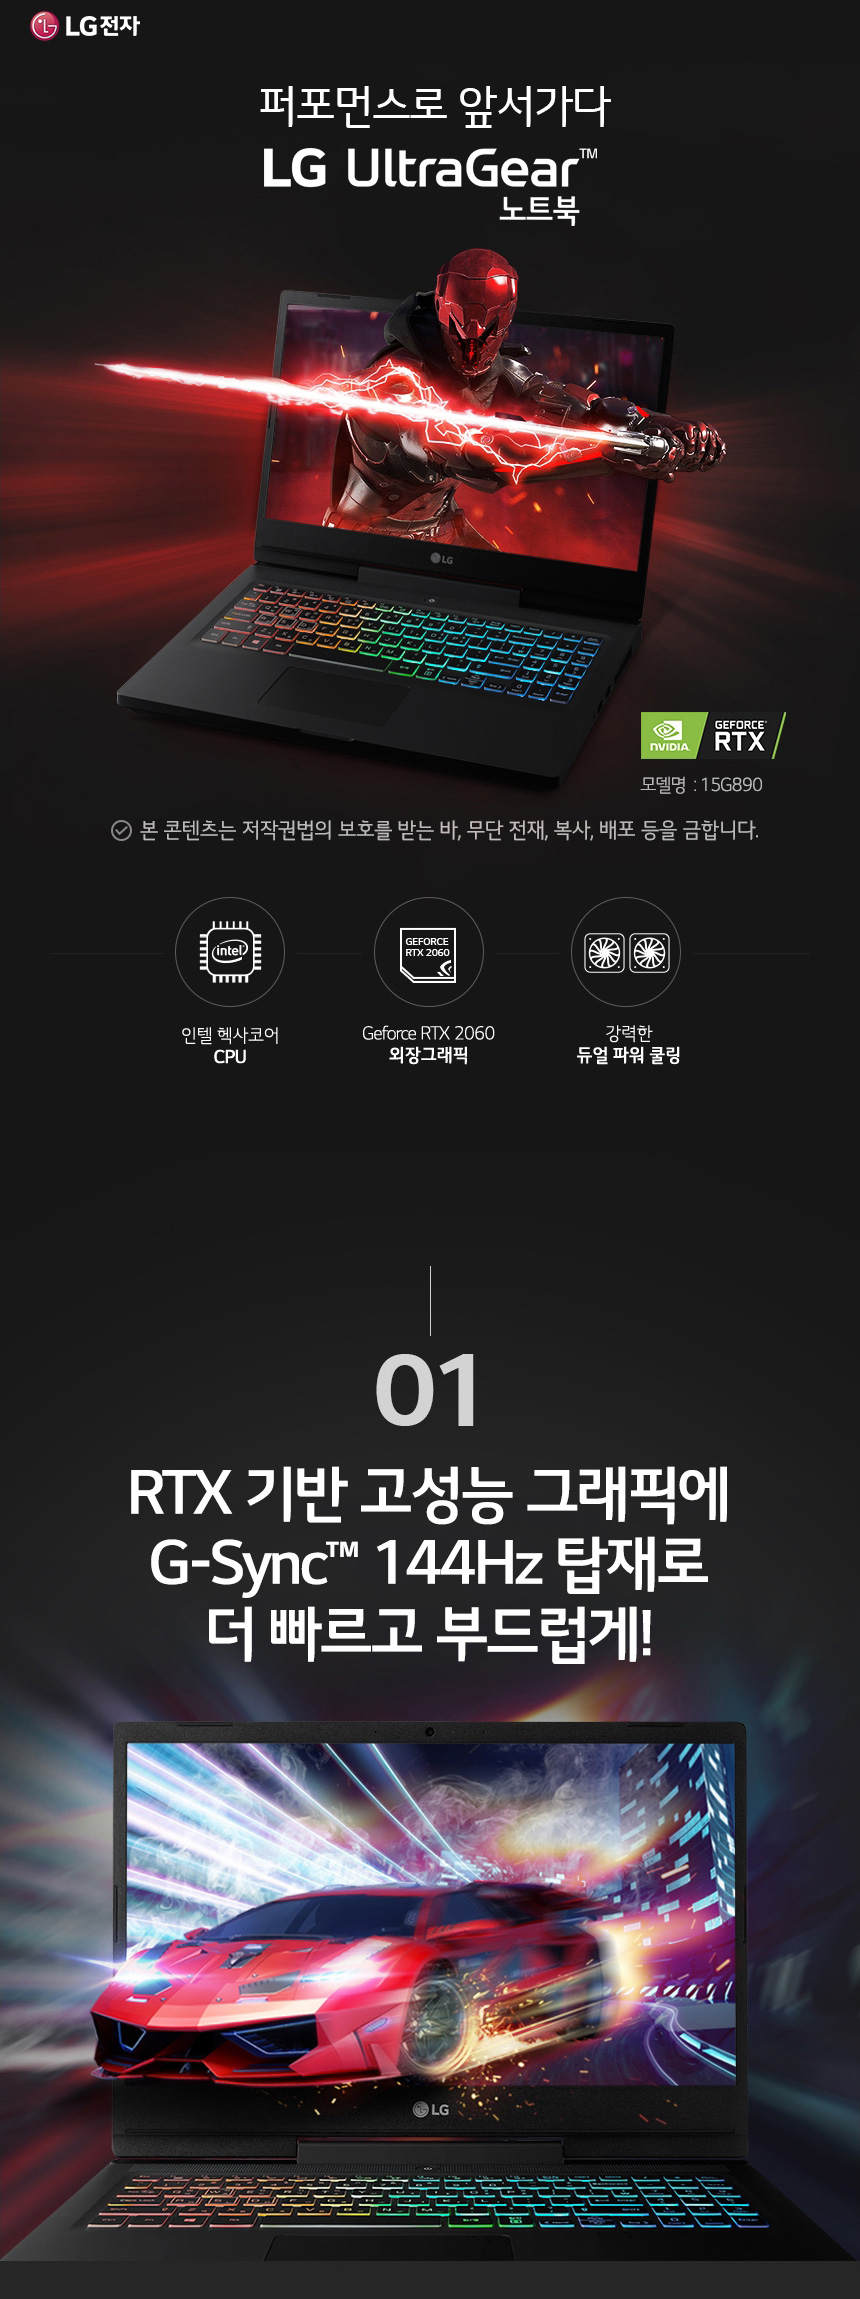 LG전자
퍼포먼스로 앞서가다
LG UltraGear™
노트북
LG
NVIDIA
GEFORCE
RTX
모델명 : 15G890
본 콘텐츠는 저작권법의 보호를 받는 바, 무단 전재, 복사, 배포 등을 금합니다.
intel
GEFORCE
RTX 2060
인텔 헥사코어
CPU
Geforce RTX 2060
외장그래픽
강력한
듀얼 파워 쿨링
01
RTX 기반 고성능 그래픽에
G-Sync™ 144Hz 탑재로
더 빠르고 부드럽게!
LG